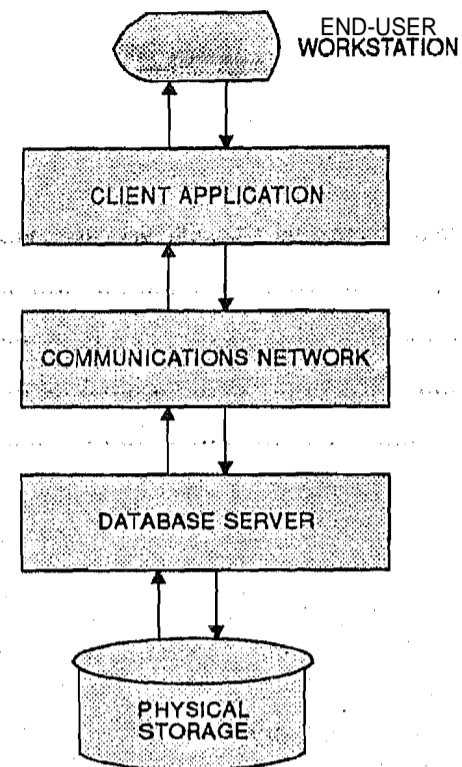 END-USER
WORKSTATION
CLIENT APPLICATION
COMMUNICATIONS NETWORK
DATABASE SERVER
PHYSICAL
STORAGE